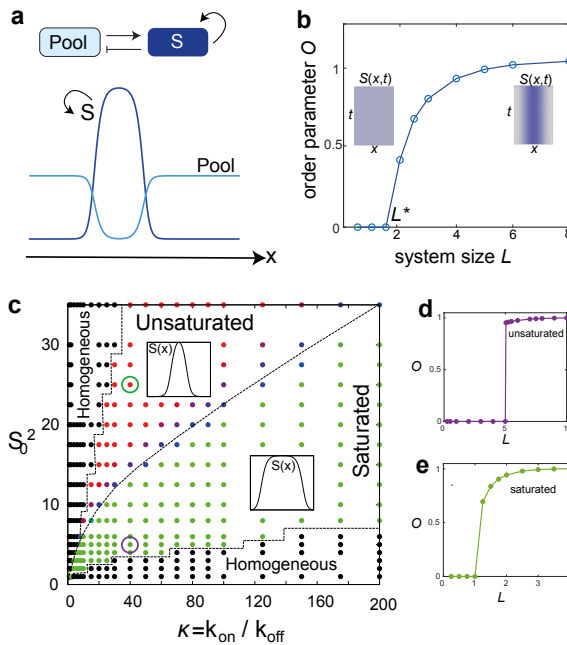 a
Pool
S
S
Pool
x
b
order parameter O
1
0.5
0
S(x,t)
t
x
S(x,t)
t
x
L*
2
4
6
8
system size L
c
S₀²
30
20
10
0
Homogeneous
Unsaturated
S(x)
Saturated
S(x)
Homogeneous
0
40
80
120
160
200
κ=kon / koff
d
1
0.5
0
O
unsaturated
0
5
L
e
1
0.5
0
O
saturated
0
1
2
3
L